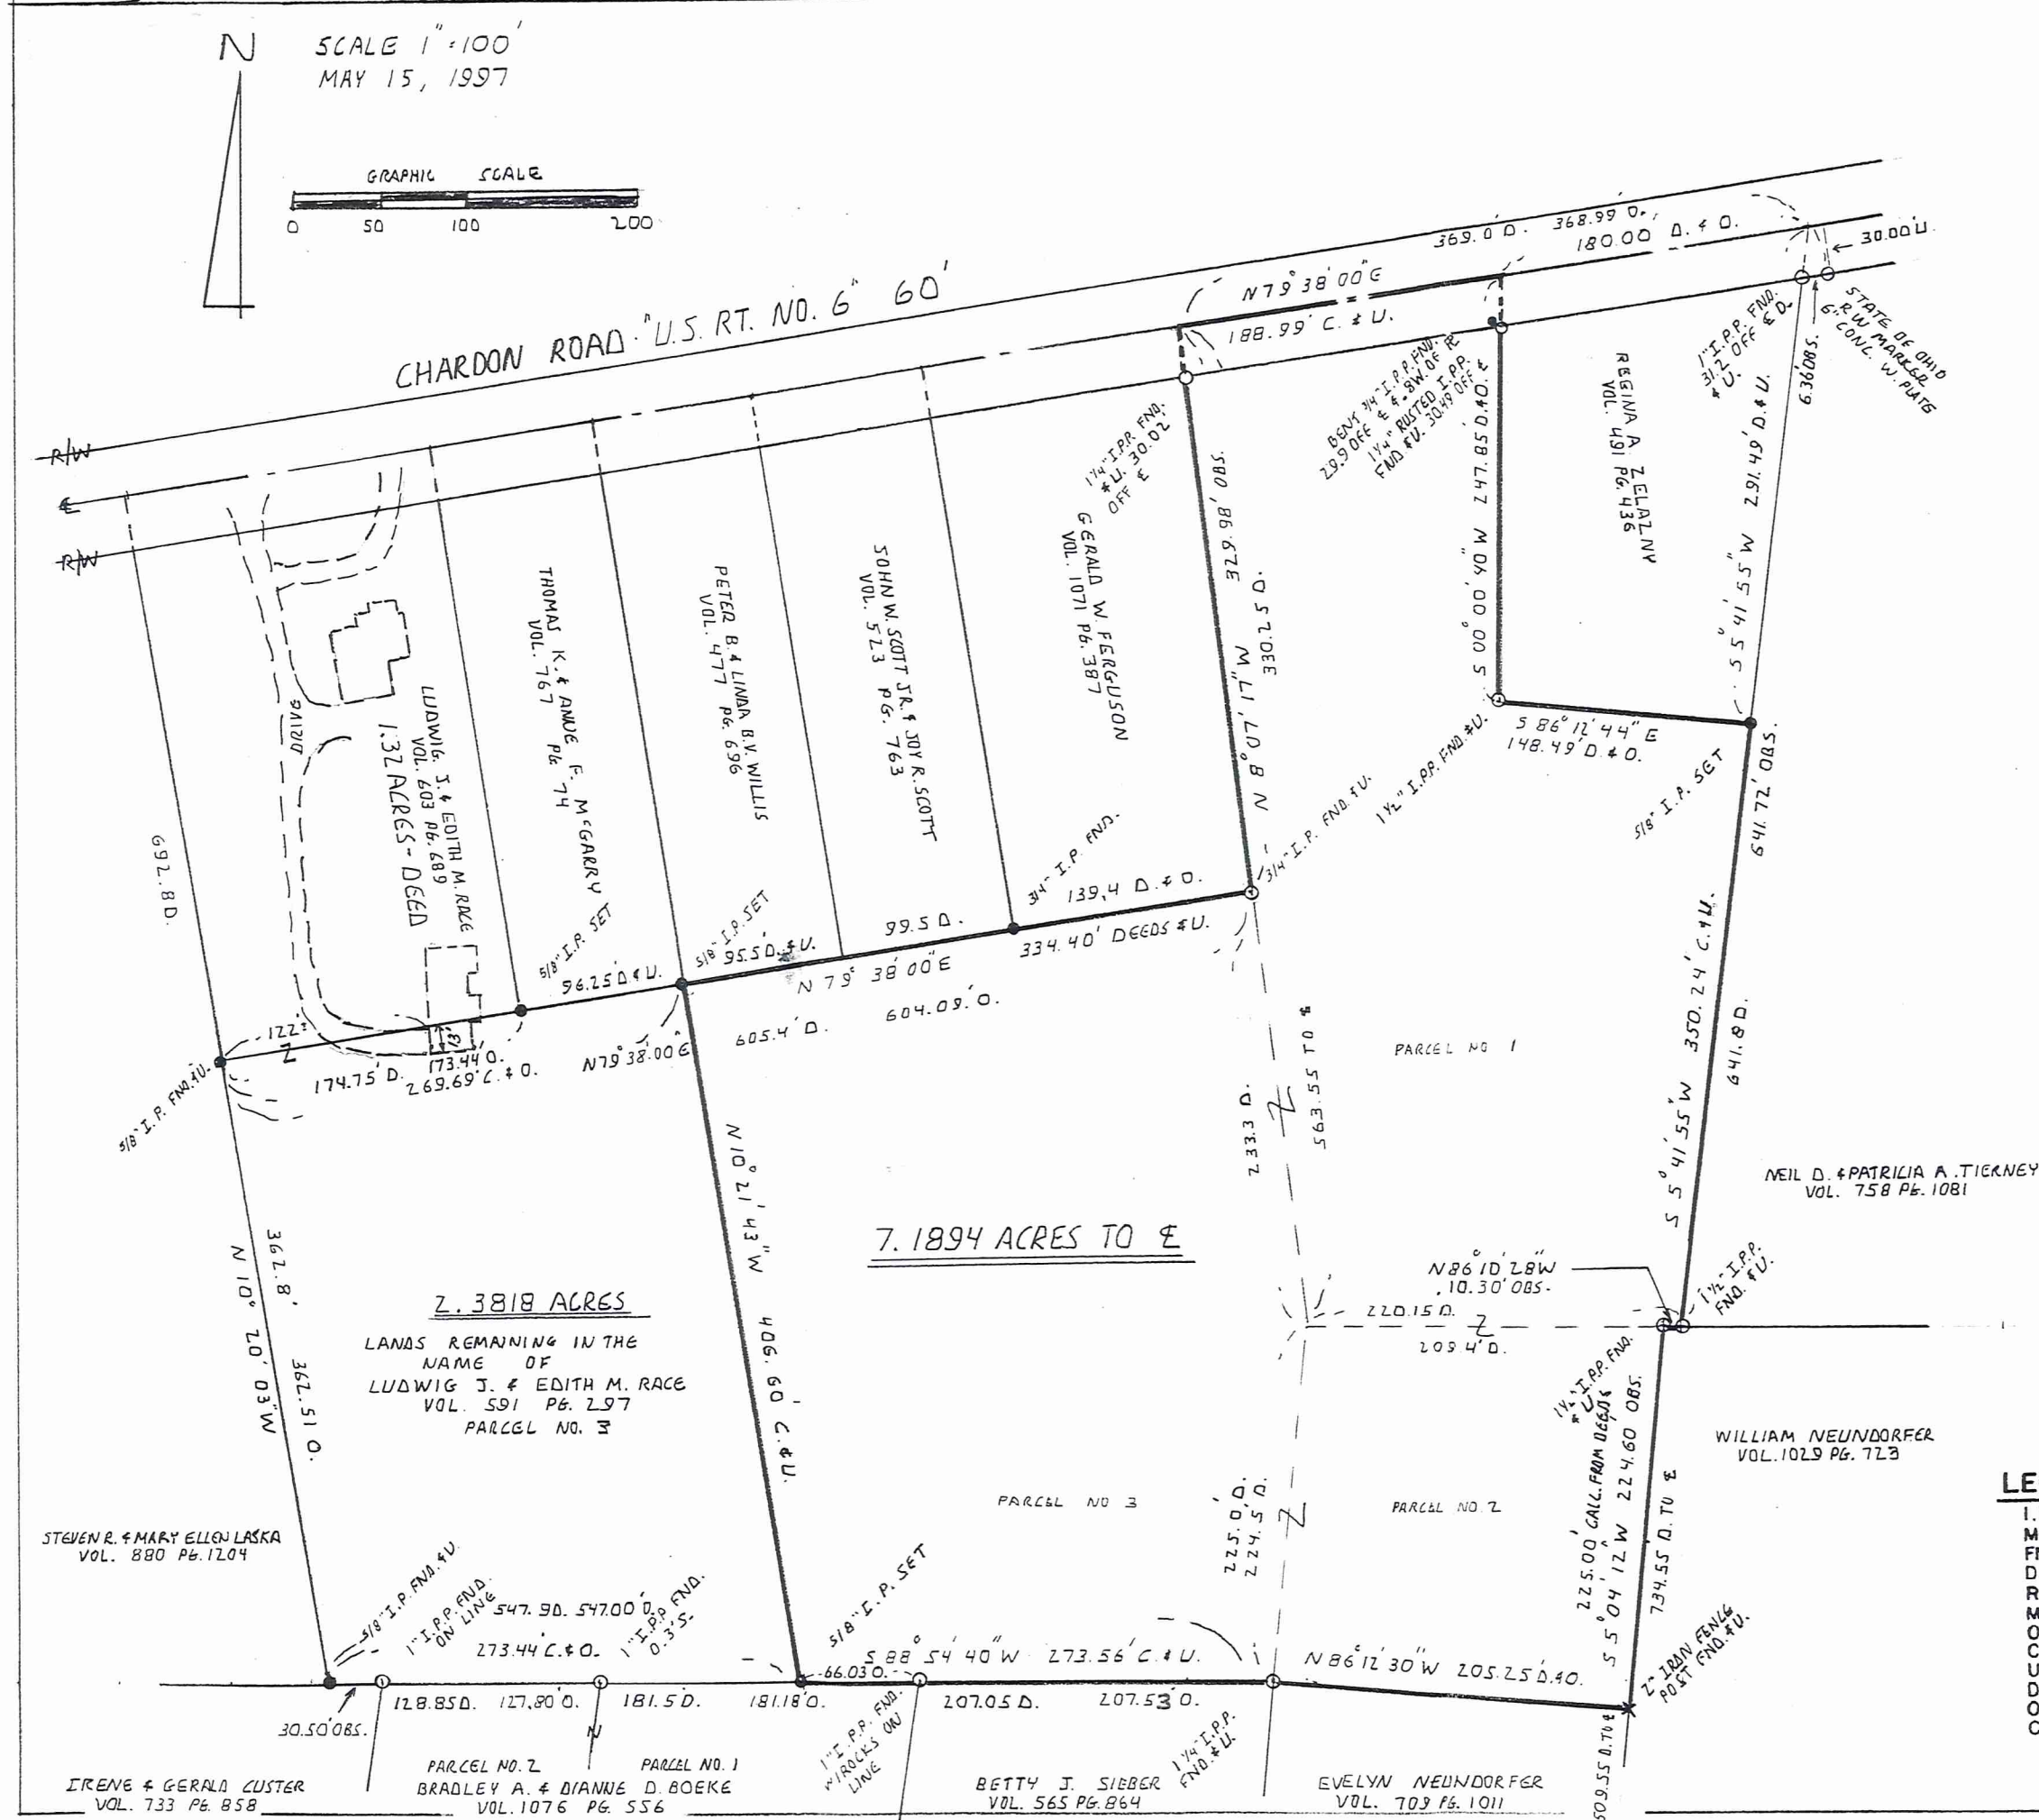 N
SCALE 1"=100'
MAY 15, 1997
GRAPHIC SCALE
0 50 100 200
CHARDON ROAD "U.S. RT. NO. 6" 60'
R/W
R/W
369.0 D. 368.99 O.
180.00' D. & O.
30.00 U.
N79°38'00"E
188.99' C. & U.
1" I.P.P. FND.
31.2 OFF ℄ D.
& U.
6.36 OBS.
STATE OF OHIO
R/W MARKER
6" CONC. W. PLATE
BENT 3/4" I.P.P. FND.
1 1/4" RUSTED I.P.P.
FND & U. 30.49 OFF ℄
1 1/4" I.P.P. FND.
& U. 30.02
OFF ℄
REGINA A. ZELAZNY
VOL. 491 PG. 436
S 00°00'40" W 247.85' D. & O.
S 5°41'55" W 291.49' D. & U.
GERALD W. FERGUSON
VOL. 1071 PG. 387
329.98' OBS.
330.25 D.
N 8°07'17" W
JOHN W. SCOTT JR. & JOY R. SCOTT
VOL. 523 PG. 763
PETER B. & LINDA B.V. WILLIS
VOL. 477 PG. 696
THOMAS K. & ANNE F. McGARRY
VOL. 767 PG 74
LUDWIG J. & EDITH M. RACE
VOL. 603 PG. 689
1.32 ACRES - DEED
DRIVE
692.8 D.
S 86°12'44" E
148.49' D. & O.
1 1/2" I.P.P. FND. & U.
5/8" I.P. SET
641.72' OBS.
3/4" I.P. FND. & U.
3/4" I.P. FND.
139.4 D. & O.
334.40' DEEDS & U.
99.5 D.
5/8" I.P. SET
95.5 D. & U.
N 79°38'00"E
5/8" I.P. SET
96.25 D. & U.
604.09' O.
605.4' D.
N79°38'00"E
122±
13'
173.44 O.
174.75' D.
269.69' C. & O.
5/8" I.P. FND. & U.
233.3 D.
563.55 TO ℄
PARCEL NO 1
S 5°41'55" W 350.24' C. & U.
641.8 D.
NEIL D. & PATRICIA A. TIERNEY
VOL. 758 PG. 1081
N 10°21'43" W 406.60' C. & U.
7.1894 ACRES TO ℄
N86°10'28"W
10.30' OBS.
1 1/2" I.P.P.
FND. & U.
220.15 D.
209.4' D.
362.8' 362.51 O.
N 10°20'03"W
2.3818 ACRES
LANDS REMAINING IN THE
NAME OF
LUDWIG J. & EDITH M. RACE
VOL. 591 PG. 297
PARCEL NO. 3
1 1/2" I.P.P. FND.
& U.
225.00' CALC. FROM DEEDS
S 5°04'12" W 224.60 OBS.
734.55 D. TO ℄
WILLIAM NEUNDORFER
VOL. 1029 PG. 723
PARCEL NO 3
225.0' D.
224.5' D.
PARCEL NO. 2
LE
1.
M
D
R
M
O
C
U
D
O
STEVEN R. & MARY ELLEN LASKA
VOL. 880 PG. 1204
5/8" I.P. FND. & U.
1" I.P.P. FND.
ON LINE
547.9 D. 547.00 O.
1" I.P.P. FND.
0.3' S.
273.44' C. & O.
5/8" I.P. SET
66.03 O.
S 88°54'40" W 273.56' C. & U.
N 86°12'30" W 205.25' D. & O.
2" IRON FENCE
POST FND. & U.
30.50' OBS.
128.85 D. 127.80' O. 181.5 D. 181.18' O.
207.05 D. 207.53' O.
1" I.P.P. FND.
W/ROCKS ON
LINE
1 1/4" I.P.P.
FND. & U.
509.55 D. TO ℄
IRENE & GERALD CUSTER
VOL. 733 PG. 858
PARCEL NO. 2 PARCEL NO. 1
BRADLEY A. & DIANNE D. BOEKE
VOL. 1076 PG. 556
BETTY J. SIEBER
VOL. 565 PG. 864
EVELYN NEUNDORFER
VOL. 709 PG. 1011